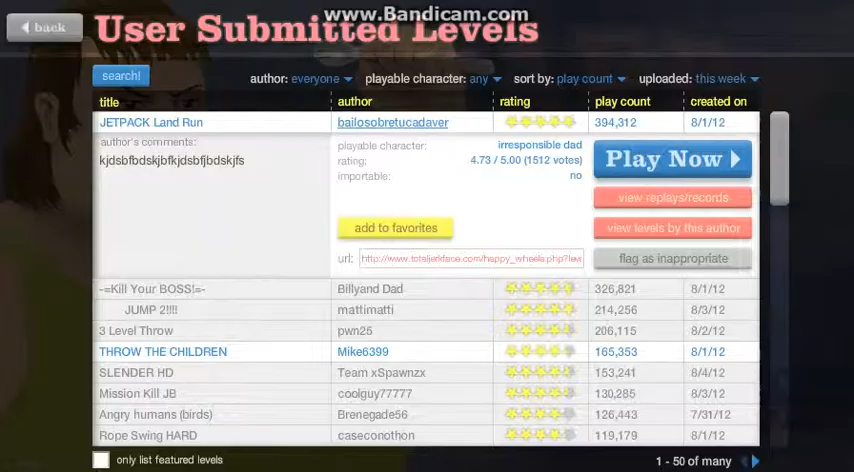 www.Bandicam.com
back
User Submitted Levels
search!
author: everyone playable character: any sort by: play count uploaded: this week
title author rating play count created on
JETPACK Land Run bailosobretucadaver 394,312 8/1/12
author's comments:
kjdsbfbdskjbfkjdsbfjbdskjfs
playable character: irresponsible dad
rating: 4.73 / 5.00 (1512 votes)
importable: no
Play Now
view replays/records
add to favorites
view levels by this author
url: http://www.totaljerkface.com/happy_wheels.php?lev
flag as inappropriate
-=Kill Your BOSS!=- Billyand Dad 326,821 8/1/12
JUMP 2!!!! mattimatti 214,256 8/3/12
3 Level Throw pwn25 206,115 8/2/12
THROW THE CHILDREN Mike6399 165,353 8/1/12
SLENDER HD Team xSpawnzx 153,241 8/4/12
Mission Kill JB coolguy77777 130,285 8/3/12
Angry humans (birds) Brenegade56 126,443 7/31/12
Rope Swing HARD caseconothon 119,179 8/1/12
only list featured levels
1 - 50 of many